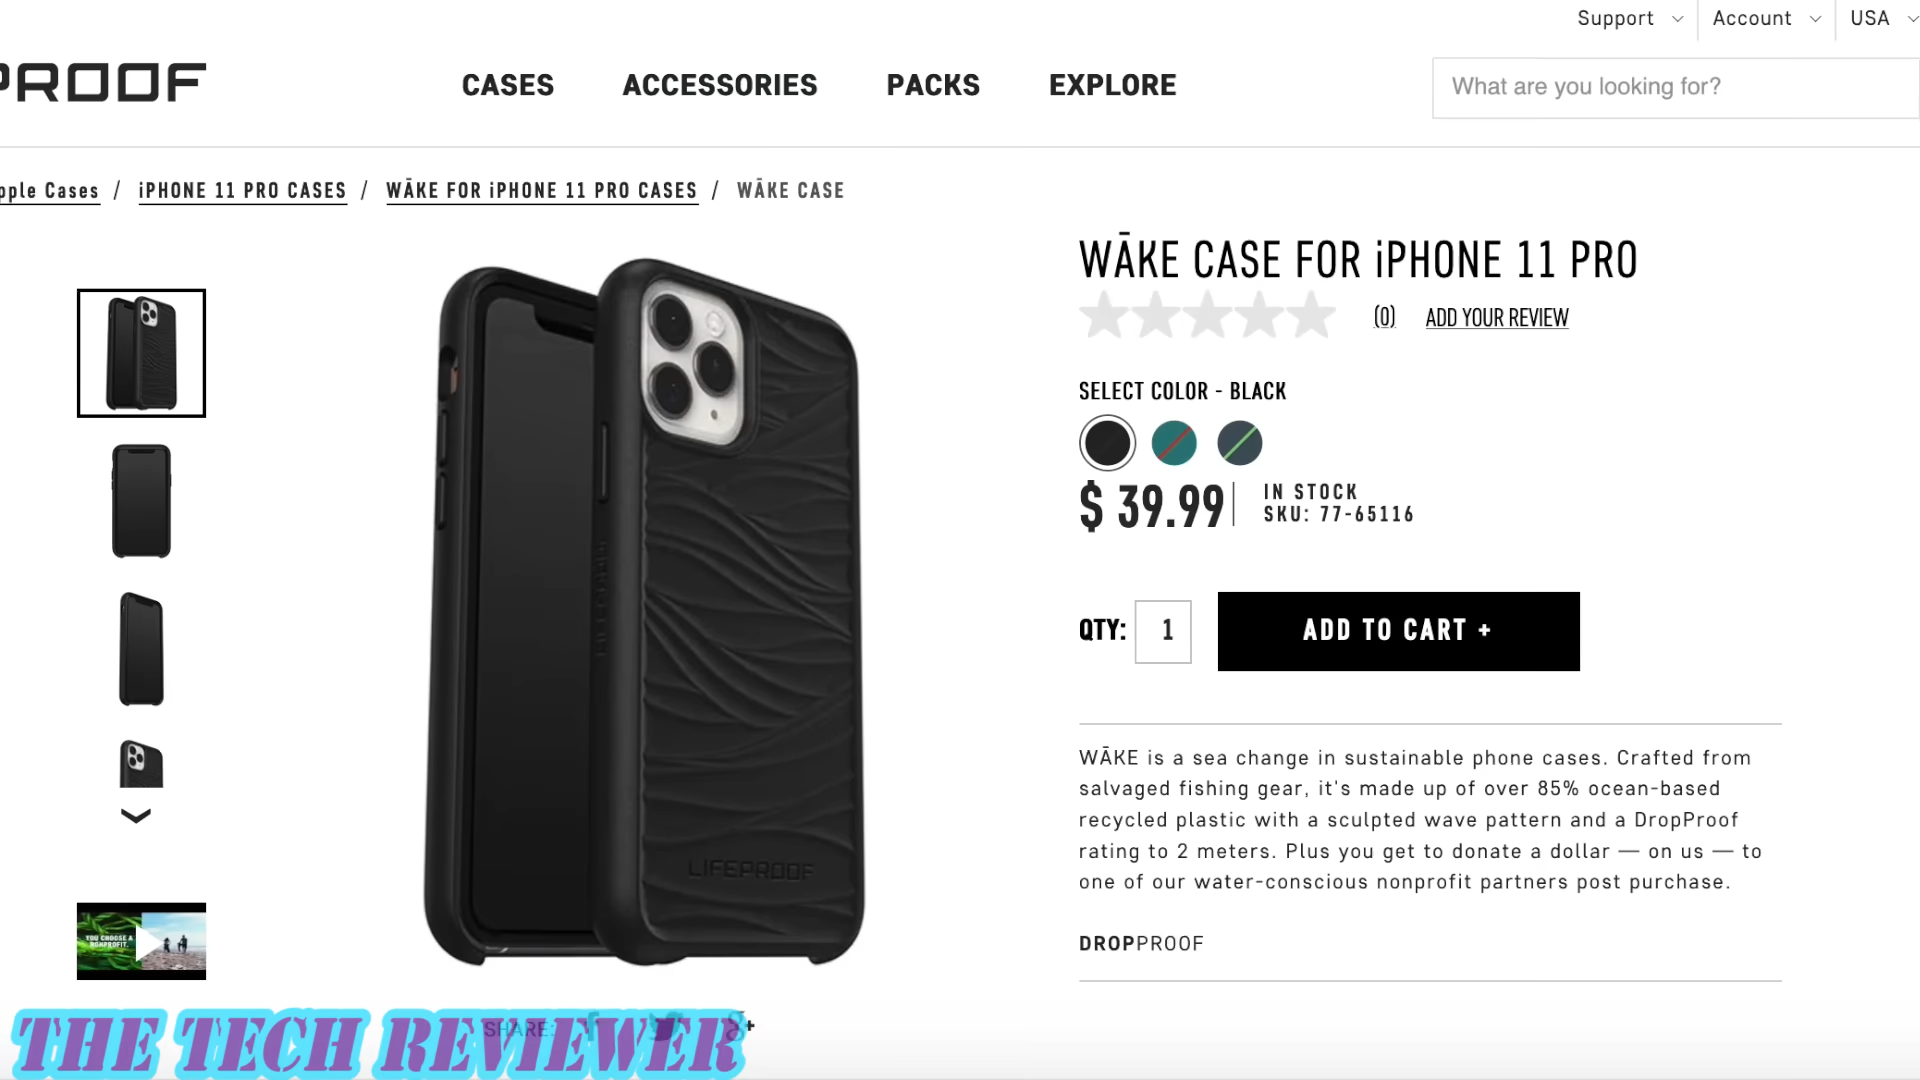 Support
Account
USA
PROOF
CASES
ACCESSORIES
PACKS
EXPLORE
What are you looking for?
pple Cases / iPHONE 11 PRO CASES / WĀKE FOR iPHONE 11 PRO CASES / WĀKE CASE
WĀKE CASE FOR iPHONE 11 PRO
(0)
ADD YOUR REVIEW
SELECT COLOR - BLACK
$ 39.99
IN STOCK
SKU: 77-65116
QTY: 1
ADD TO CART +
WĀKE is a sea change in sustainable phone cases. Crafted from
salvaged fishing gear, it's made up of over 85% ocean-based
recycled plastic with a sculpted wave pattern and a DropProof
rating to 2 meters. Plus you get to donate a dollar — on us — to
one of our water-conscious nonprofit partners post purchase.
DROPPROOF
LIFEPROOF
YOU CHOOSE A
NONPROFIT.
SHARE:
THE TECH REVIEWER